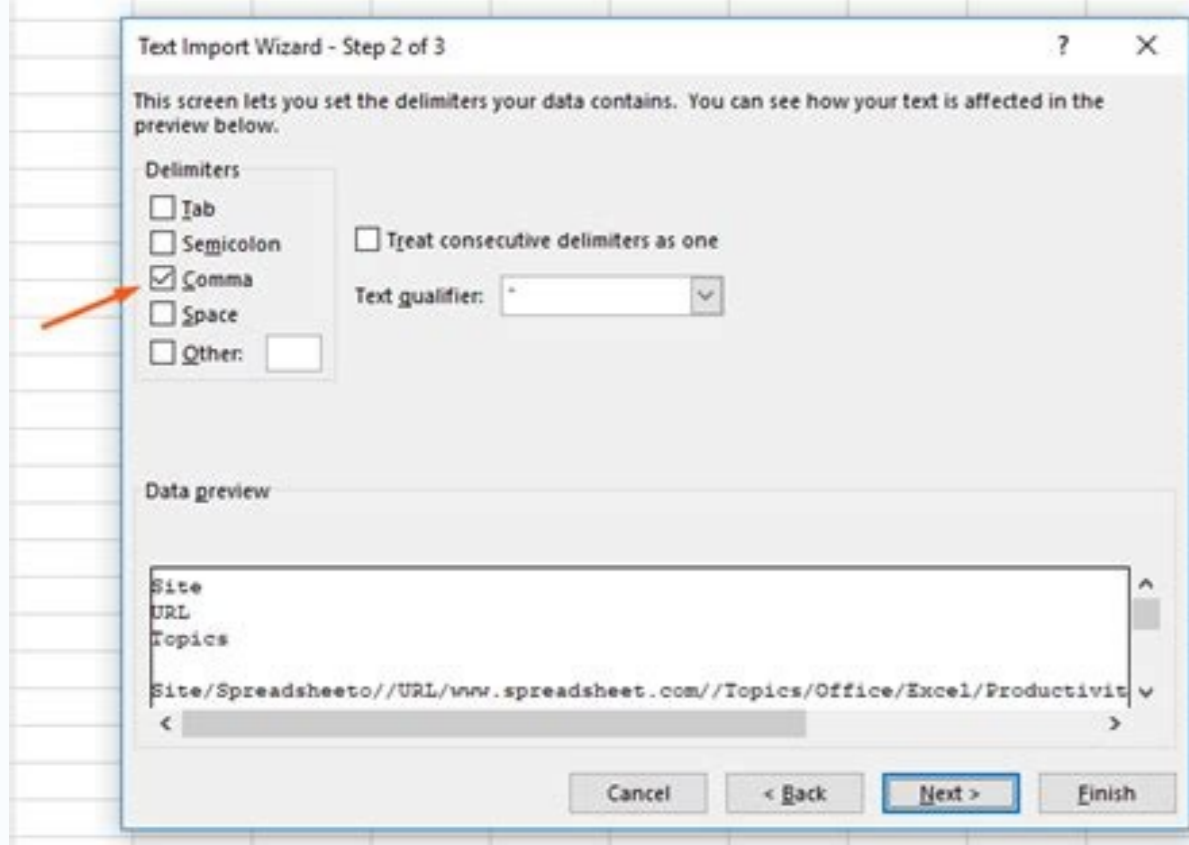 Text Import Wizard - Step 2 of 3
This screen lets you set the delimiters your data contains. You can see how your text is affected in the
preview below.
Delimiters
Tab
Semicolon
Comma
Space
Other:
Treat consecutive delimiters as one
Text qualifier: "
Data preview
Site
URL
Topics
Site/Spreadsheeto//URL/www.spreadsheet.com//Topics/Office/Excel/Productivit
Cancel
< Back
Next >
Finish